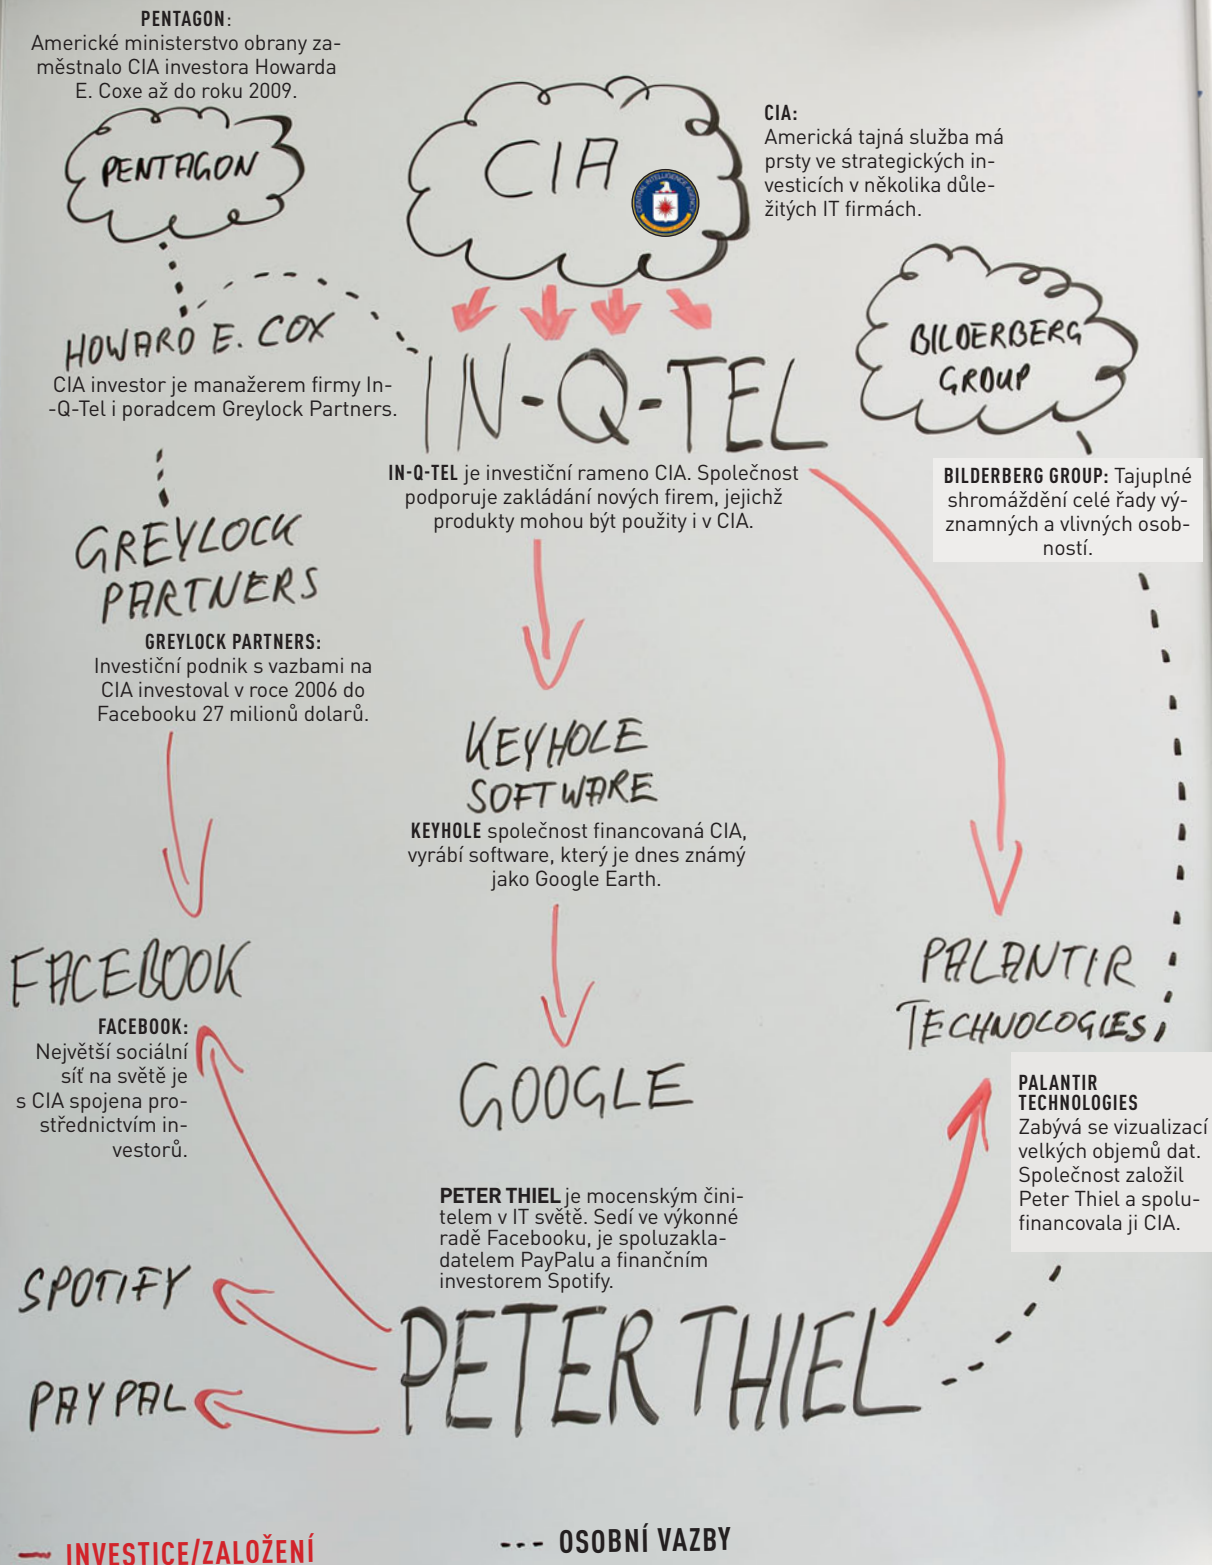 PENTAGON:
Americké ministerstvo obrany za-
městnalo CIA investora Howarda
E. Coxe až do roku 2009.
PENTAGON
CIA
CIA:
Americká tajná služba má
prsty ve strategických in-
vesticích v několika důle-
žitých IT firmách.
HOWARD E. COX
CIA investor je manažerem firmy In-
-Q-Tel i poradcem Greylock Partners.
IN-Q-TEL
IN-Q-TEL je investiční rameno CIA. Společnost
podporuje zakládání nových firem, jejichž
produkty mohou být použity i v CIA.
BILDERBERG
GROUP
BILDERBERG GROUP: Tajuplné
shromáždění celé řady vý-
znamných a vlivných osob-
ností.
GREYLOCK
PARTNERS
GREYLOCK PARTNERS:
Investiční podnik s vazbami na
CIA investoval v roce 2006 do
Facebooku 27 milionů dolarů.
KEYHOLE
SOFTWARE
KEYHOLE společnost financovaná CIA,
vyrábí software, který je dnes známý
jako Google Earth.
FACEBOOK
FACEBOOK:
Největší sociální
síť na světě je
s CIA spojena pro-
střednictvím in-
vestorů.
GOOGLE
PALANTIR
TECHNOLOGIES
PALANTIR
TECHNOLOGIES
Zabývá se vizualizací
velkých objemů dat.
Společnost založil
Peter Thiel a spolu-
financovala ji CIA.
PETER THIEL je mocenským čini-
telem v IT světě. Sedí ve výkonné
radě Facebooku, je spoluzakla-
datelem PayPalu a finančním
investorem Spotify.
SPOTIFY
PAYPAL
PETER THIEL
INVESTICE/ZALOŽENÍ
OSOBNÍ VAZBY